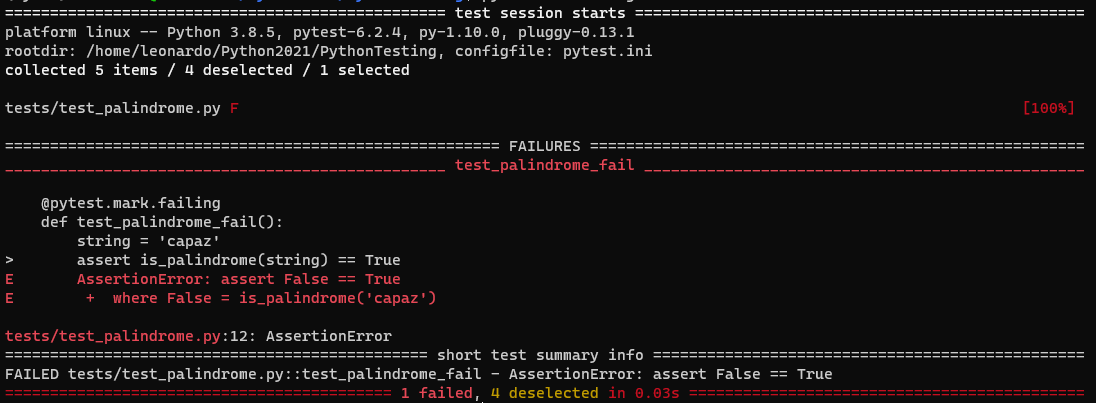 ================================================= test session starts ==================================================
platform linux -- Python 3.8.5, pytest-6.2.4, py-1.10.0, pluggy-0.13.1
rootdir: /home/leonardo/Python2021/PythonTesting, configfile: pytest.ini
collected 5 items / 4 deselected / 1 selected
tests/test_palindrome.py F [100%]
======================================================= FAILURES =======================================================
_________________________________________________ test_palindrome_fail _________________________________________________
    @pytest.mark.failing
    def test_palindrome_fail():
        string = 'capaz'
>       assert is_palindrome(string) == True
E       AssertionError: assert False == True
E        +  where False = is_palindrome('capaz')
tests/test_palindrome.py:12: AssertionError
=============================================== short test summary info ================================================
FAILED tests/test_palindrome.py::test_palindrome_fail - AssertionError: assert False == True
=========================================== 1 failed, 4 deselected in 0.03s ============================================